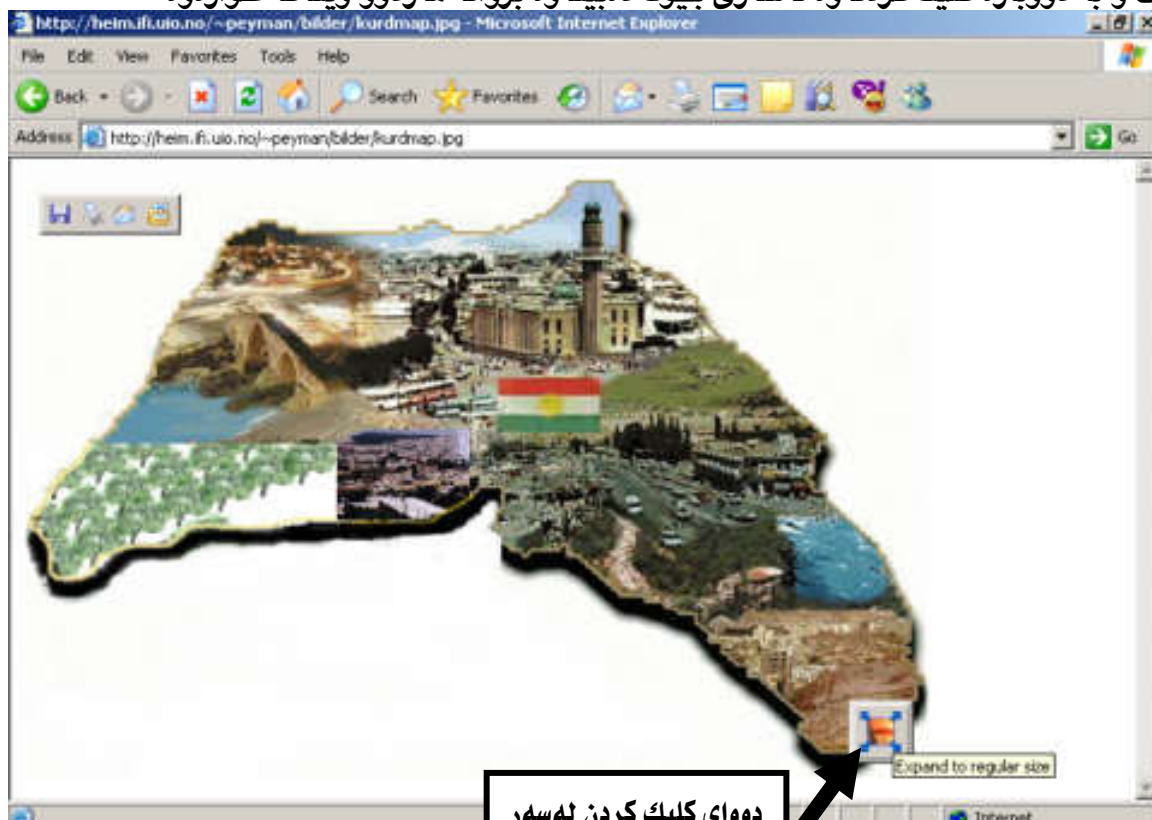 http://heim.ifi.uio.no/~peyman/bilder/kurdmap.jpg - Microsoft Internet Explorer
File Edit View Favorites Tools Help
Back Search Favorites
Address http://heim.ifi.uio.no/~peyman/bilder/kurdmap.jpg Go
Expand to regular size
دووای کلیك کردن لەسەر
Internet